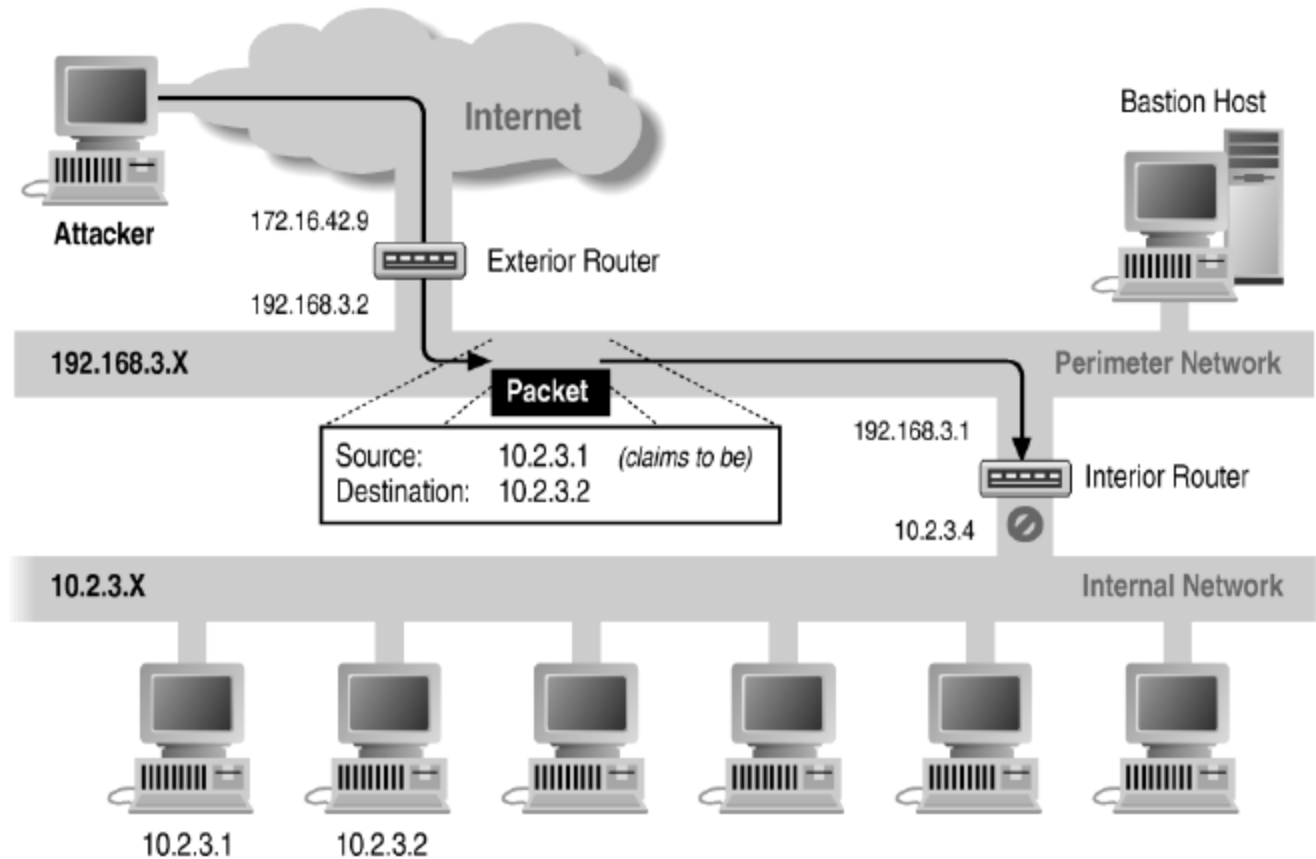 Internet
Bastion Host
Attacker
172.16.42.9
Exterior Router
192.168.3.2
192.168.3.X
Perimeter Network
Packet
Source: 10.2.3.1 (claims to be)
Destination: 10.2.3.2
192.168.3.1
Interior Router
10.2.3.4
10.2.3.X
Internal Network
10.2.3.1
10.2.3.2